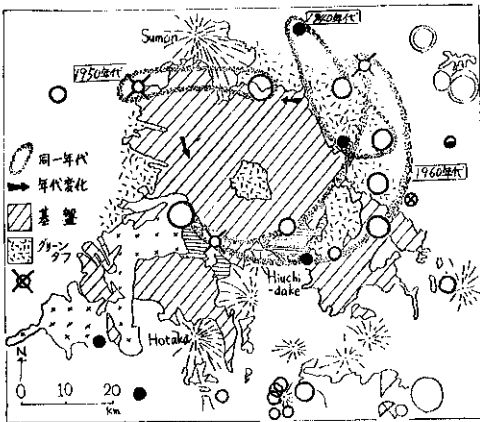 Sumon
1940年代
1950年代
同一年代
年代変化
基盤
グリーン
タフ
1960年代
Hiuchi
-dake
Hotaka
N
0 10 20
km